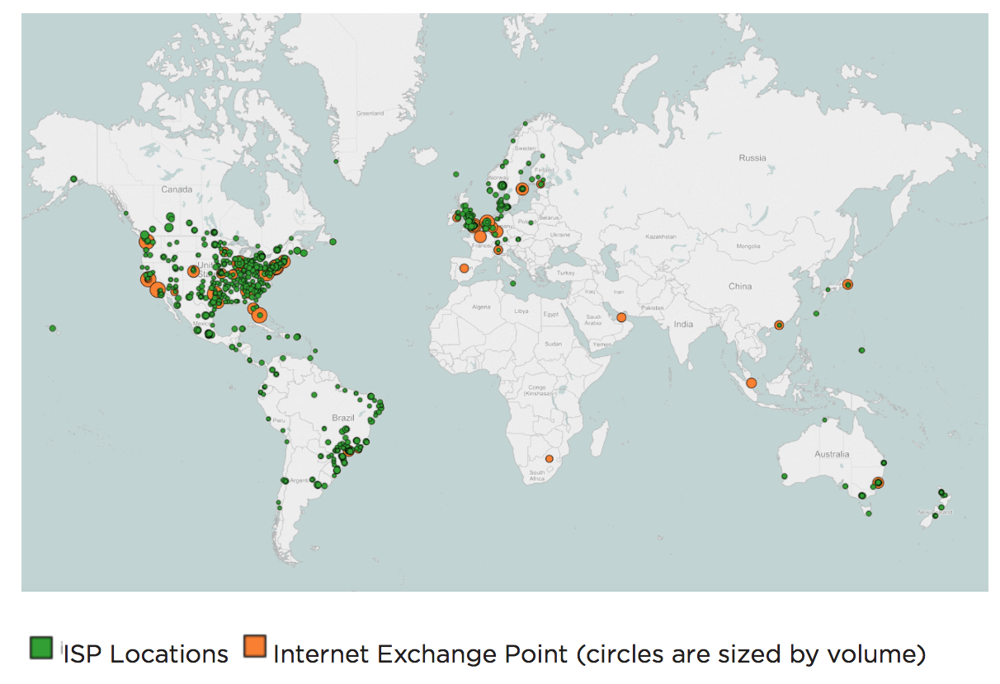 Greenland
Russia
Sweden
Finland
Norway
Canada
Belarus
Ukraine
Kazakhstan
Mongolia
France
Turkey
China
Iraq
Iran
Algeria
Libya
Egypt
Pakistan
Saudi
Arabia
India
Mexico
Sudan
Yemen
Congo
(Kinshasa)
Peru
Brazil
Australia
South
Africa
ISP Locations Internet Exchange Point (circles are sized by volume)